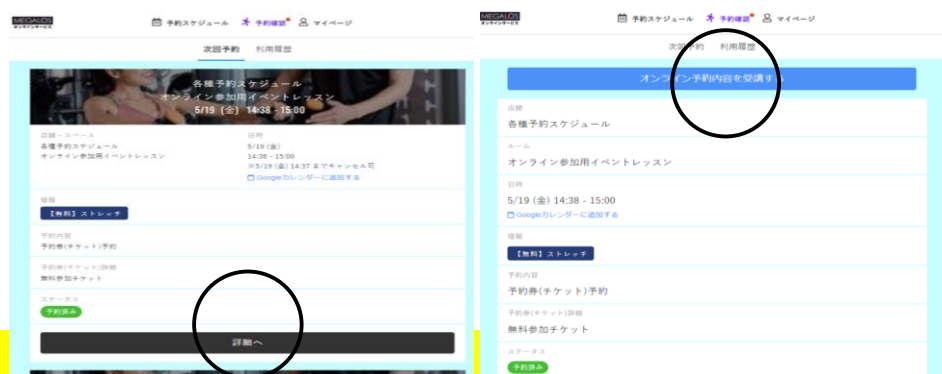 MEGALOS
オンラインサービス
予約スケジュール 予約確認 マイページ
次回予約 利用履歴
各種予約スケジュール
オンライン参加用イベントレッスン
5/19 (金) 14:38 - 15:00
店舗・スペース
各種予約スケジュール
オンライン参加用イベントレッスン
日時
5/19 (金)
14:38 - 15:00
※5/19 (金) 14:37 までキャンセル可
Googleカレンダーに追加する
情報
【無料】ストレッチ
予約内容
予約券(チケット)予約
予約券(チケット)詳細
無料参加チケット
ステータス
予約済み
詳細へ
MEGALOS
オンラインサービス
予約スケジュール 予約確認 マイページ
次回予約 利用履歴
オンライン予約内容を受講する
店舗
各種予約スケジュール
ルーム
オンライン参加用イベントレッスン
日時
5/19 (金) 14:38 - 15:00
Googleカレンダーに追加する
情報
【無料】ストレッチ
予約内容
予約券(チケット)予約
予約券(チケット)詳細
無料参加チケット
ステータス
予約済み